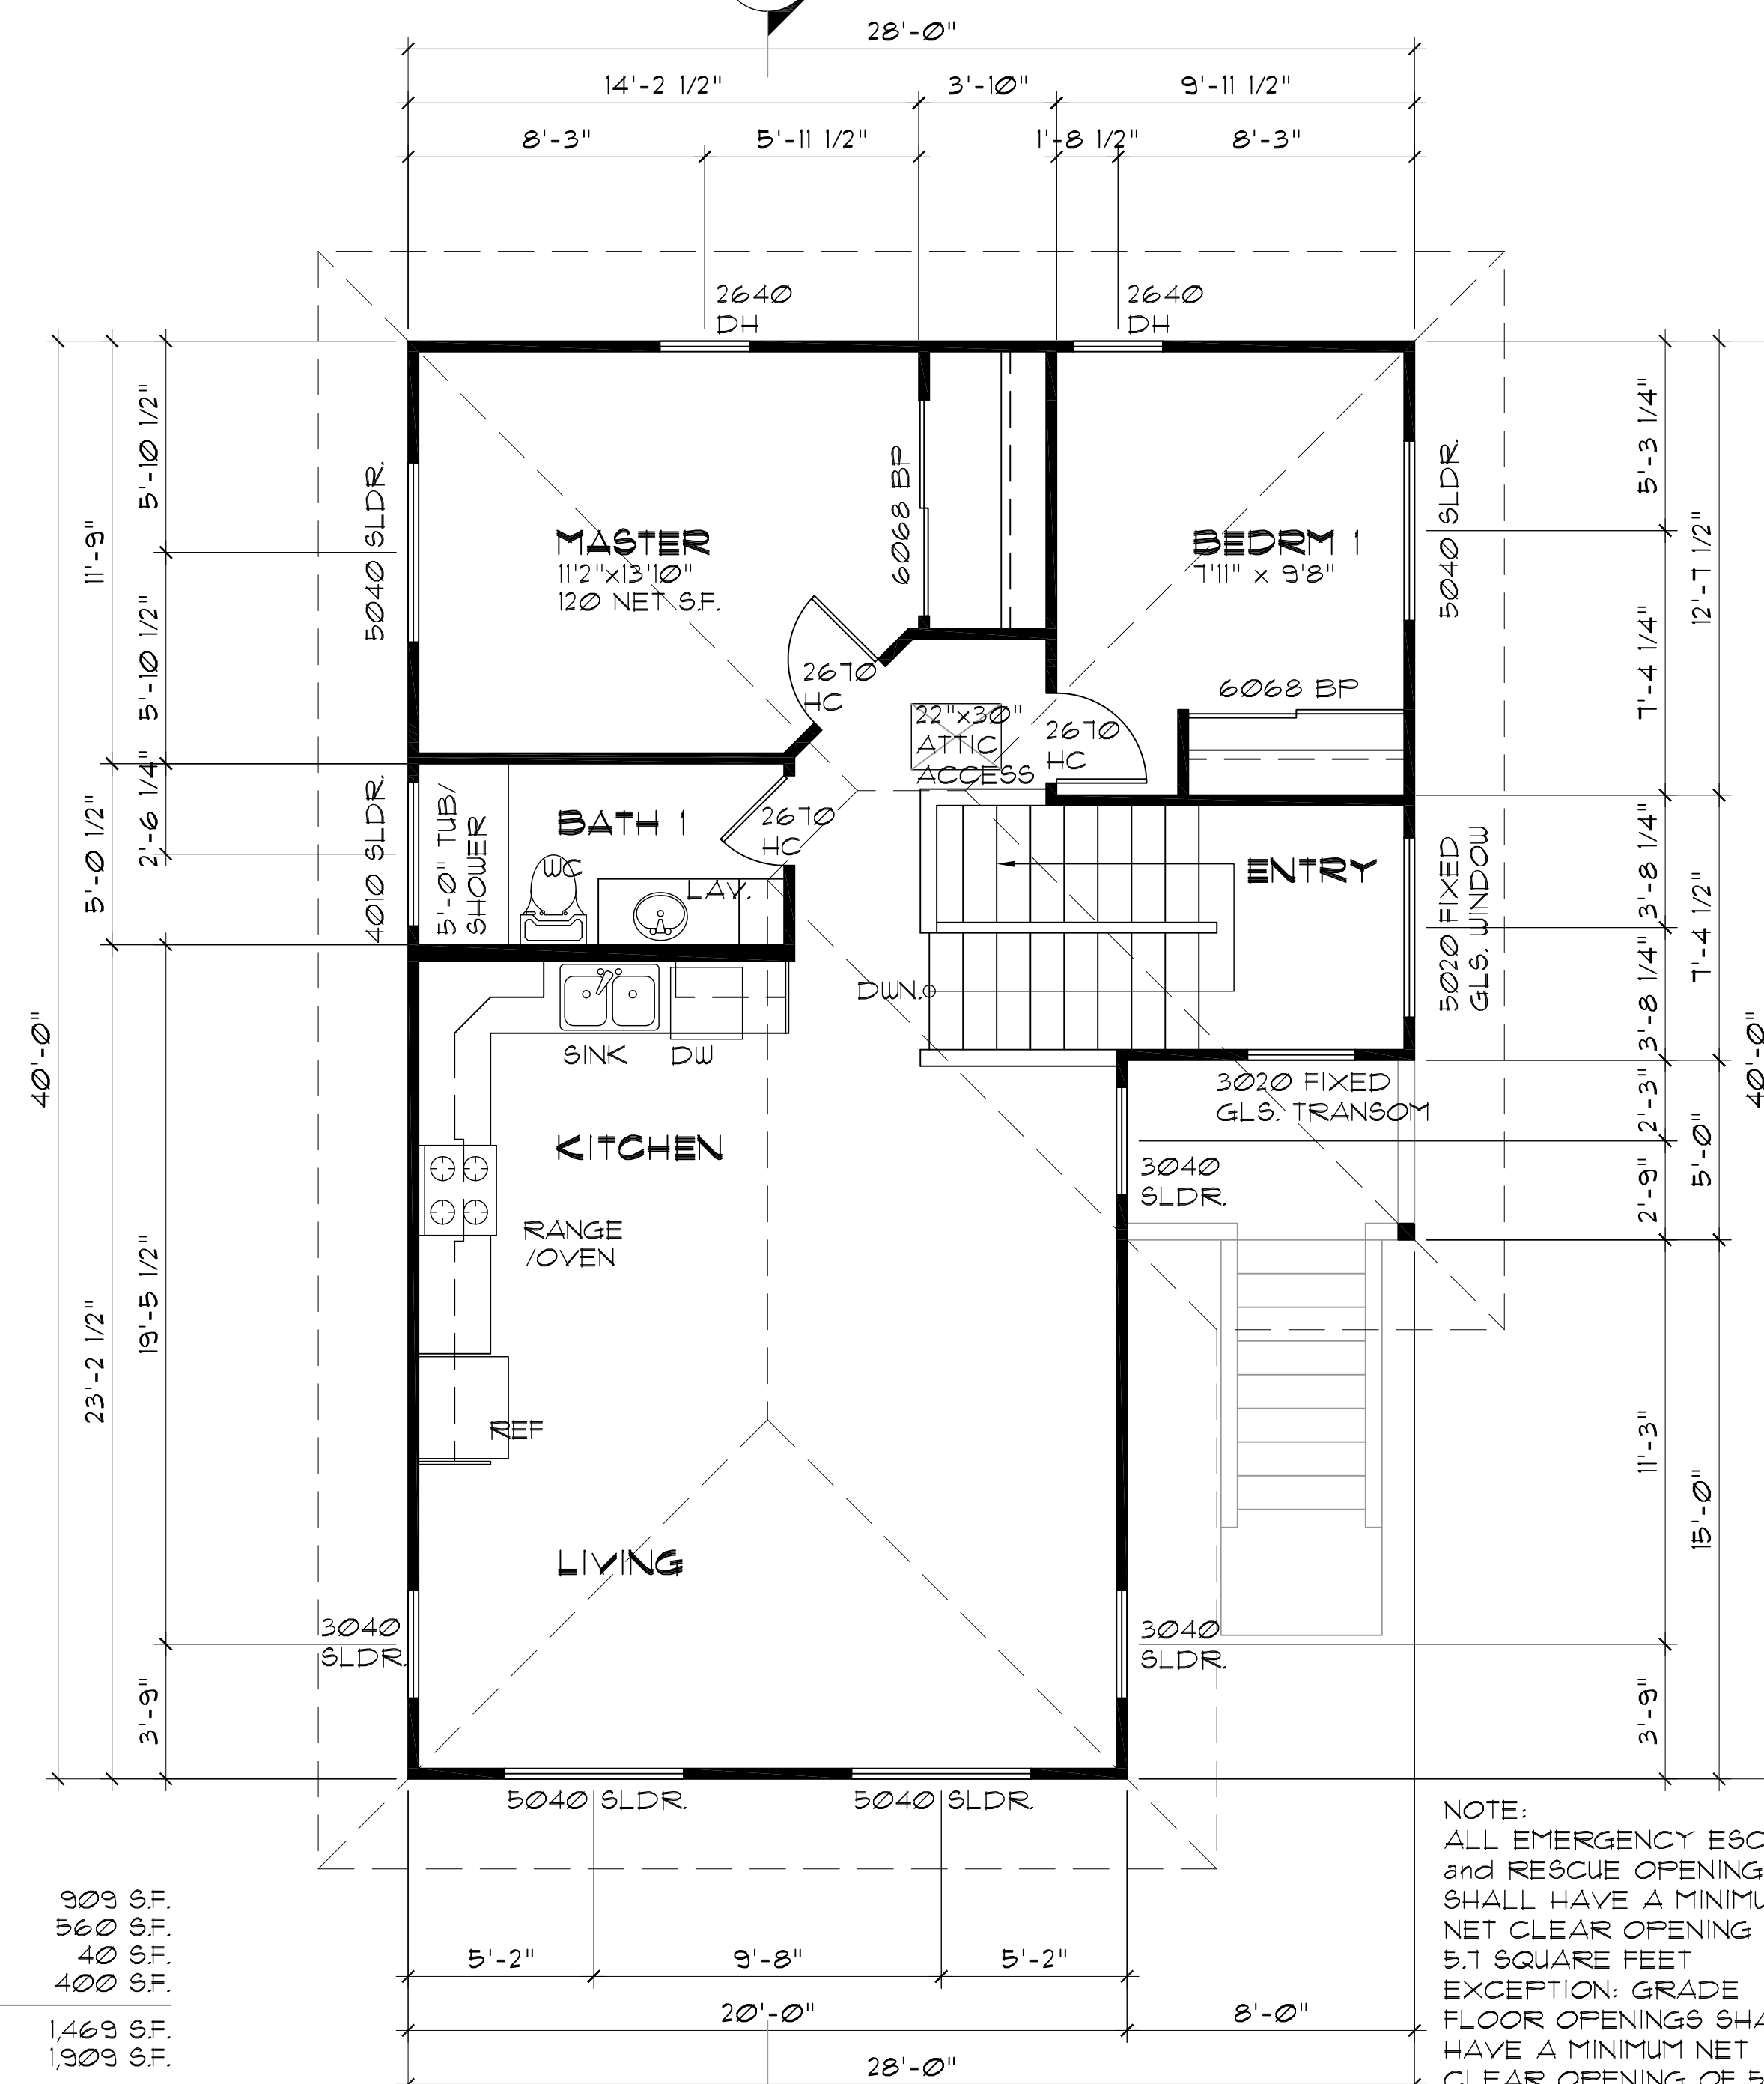 28'-0"
14'-2 1/2"
3'-10"
9'-11 1/2"
8'-3"
5'-11 1/2"
1'-8 1/2"
8'-3"
2640
DH
2640
DH
5'-10 1/2"
5'-10 1/2"
2'-6 1/4"
11'-9"
5'-0 1/2"
40'-0"
23'-2 1/2"
19'-5 1/2"
3'-9"
5040 SLDR.
4010 SLDR.
MASTER
11'2"x13'10"
120 NET S.F.
6068 BP
BEDRM 1
7'11" x 9'8"
5040 SLDR.
2670
HC
6068 BP
22"x30"
ATTIC
ACCESS
2670
HC
5'-0" TUB/
SHOWER
BATH 1
WC
LAY.
2670
HC
ENTRY
5020 FIXED
GLS. WINDOW
DWN.
SINK
DW
3020 FIXED
GLS. TRANSOM
KITCHEN
3040
SLDR.
RANGE
/OVEN
REF
LIVING
3040
SLDR.
3040
SLDR.
5040 SLDR.
5040 SLDR.
5'-3 1/4"
7'-4 1/4"
12'-7 1/2"
3'-8 1/4"
3'-8 1/4"
7'-4 1/2"
2'-3"
2'-9"
5'-0"
40'-0"
11'-3"
15'-0"
3'-9"
5'-2"
9'-8"
5'-2"
20'-0"
8'-0"
28'-0"
909 S.F.
560 S.F.
40 S.F.
400 S.F.
1,469 S.F.
1,909 S.F.
NOTE:
ALL EMERGENCY ESC
and RESCUE OPENING
SHALL HAVE A MINIMU
NET CLEAR OPENING
5.7 SQUARE FEET
EXCEPTION: GRADE
FLOOR OPENINGS SHA
HAVE A MINIMUM NET
CLEAR OPENING OF 5